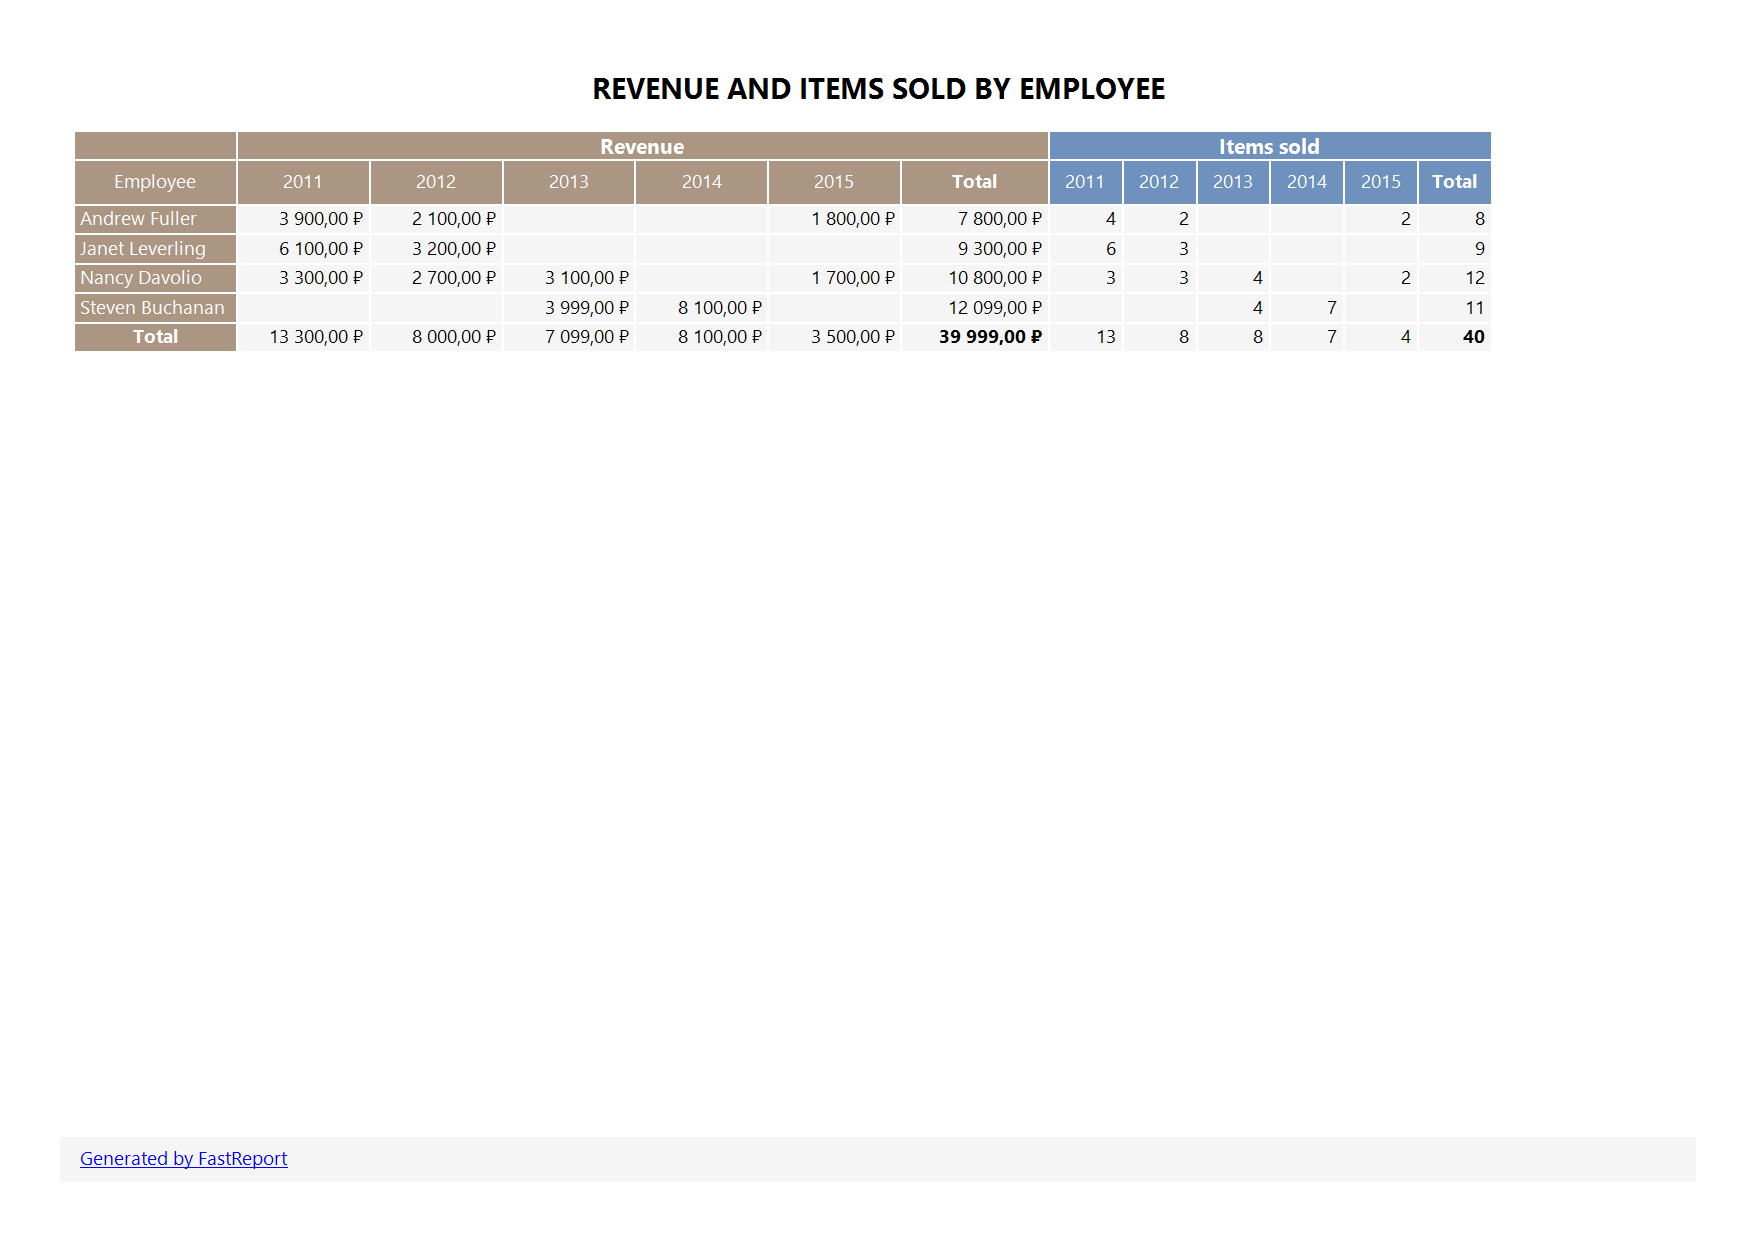 REVENUE AND ITEMS SOLD BY EMPLOYEE
Revenue Items sold
Employee 2011 2012 2013 2014 2015 Total 2011 2012 2013 2014 2015 Total
Andrew Fuller 3 900,00 ₽ 2 100,00 ₽ 1 800,00 ₽ 7 800,00 ₽ 4 2 2 8
Janet Leverling 6 100,00 ₽ 3 200,00 ₽ 9 300,00 ₽ 6 3 9
Nancy Davolio 3 300,00 ₽ 2 700,00 ₽ 3 100,00 ₽ 1 700,00 ₽ 10 800,00 ₽ 3 3 4 2 12
Steven Buchanan 3 999,00 ₽ 8 100,00 ₽ 12 099,00 ₽ 4 7 11
Total 13 300,00 ₽ 8 000,00 ₽ 7 099,00 ₽ 8 100,00 ₽ 3 500,00 ₽ 39 999,00 ₽ 13 8 8 7 4 40
Generated by FastReport